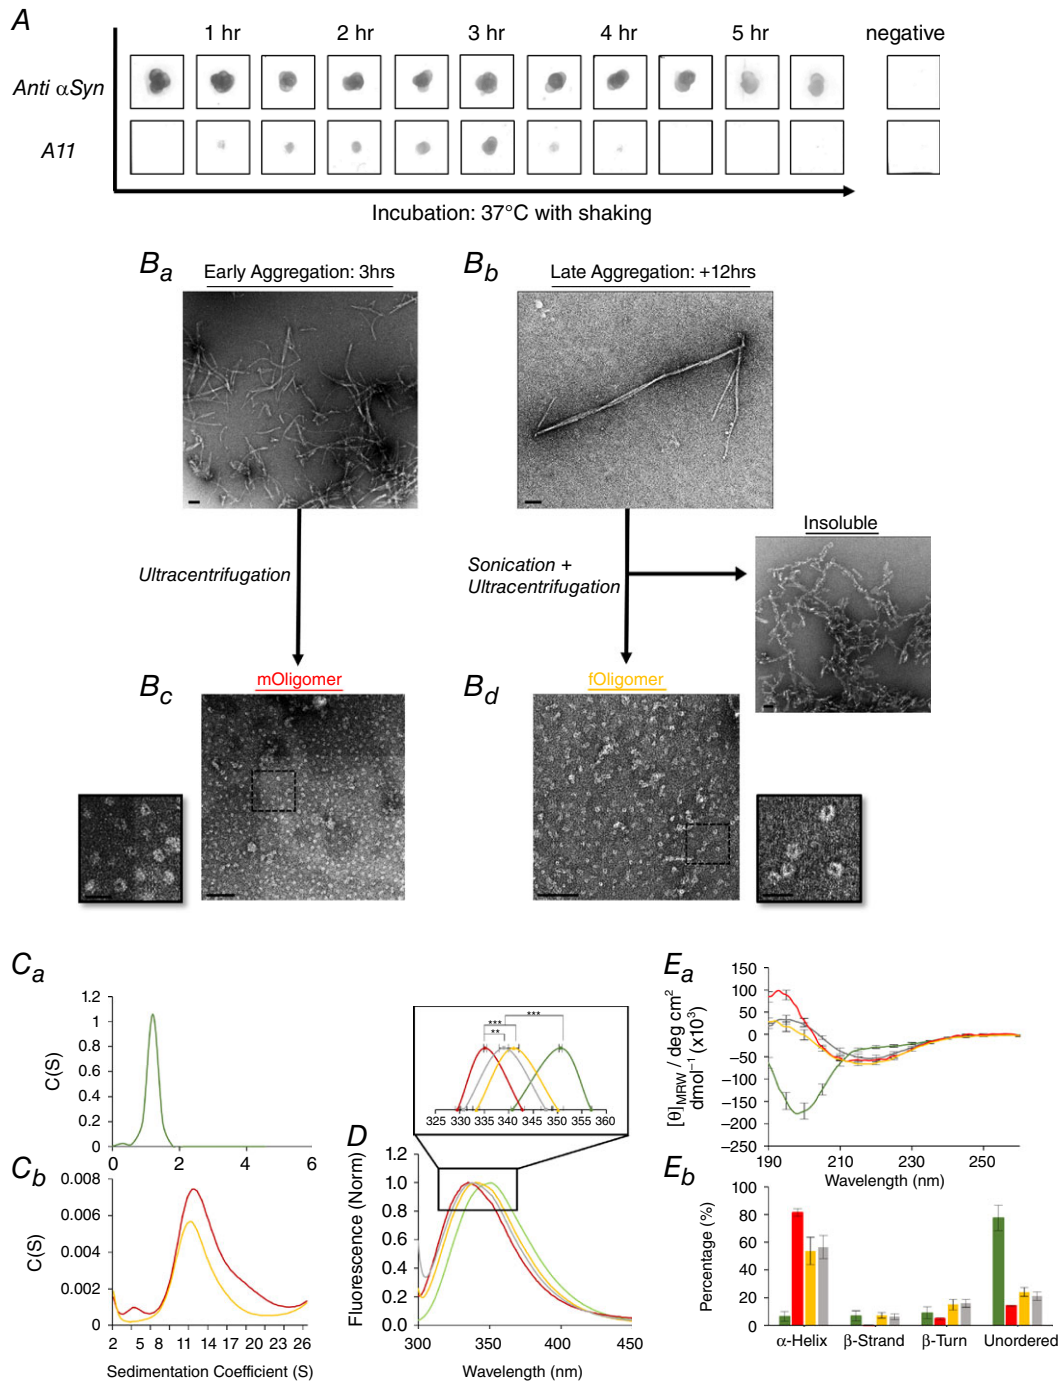 A
1 hr 2 hr 3 hr 4 hr 5 hr negative
Anti αSyn
A11
Incubation: 37°C with shaking
Ba Early Aggregation: 3hrs
Bb Late Aggregation: +12hrs
Ultracentrifugation
Sonication +
Ultracentrifugation
Insoluble
Bc mOligomer
Bd fOligomer
Ca
C(S)
1.2
1
0.8
0.6
0.4
0.2
0
0 2 4 6
Cb
C(S)
0.008
0.006
0.004
0.002
0
2 4 5 8 11 14 17 20 23 26
Sedimentation Coefficient (S)
***
***
**
325 330 335 340 345 350 355 360
D
Fluorescence (Norm)
1.2
1.0
0.8
0.6
0.4
0.2
0.0
300 350 400 450
Wavelength (nm)
Ea
[θ]MRW / deg cm2
dmol−1 (x103)
150
100
50
0
−50
−100
−150
−200
−250
190 210 230 250
Wavelength (nm)
Eb
Percentage (%)
100
80
60
40
20
0
α-Helix β-Strand β-Turn Unordered